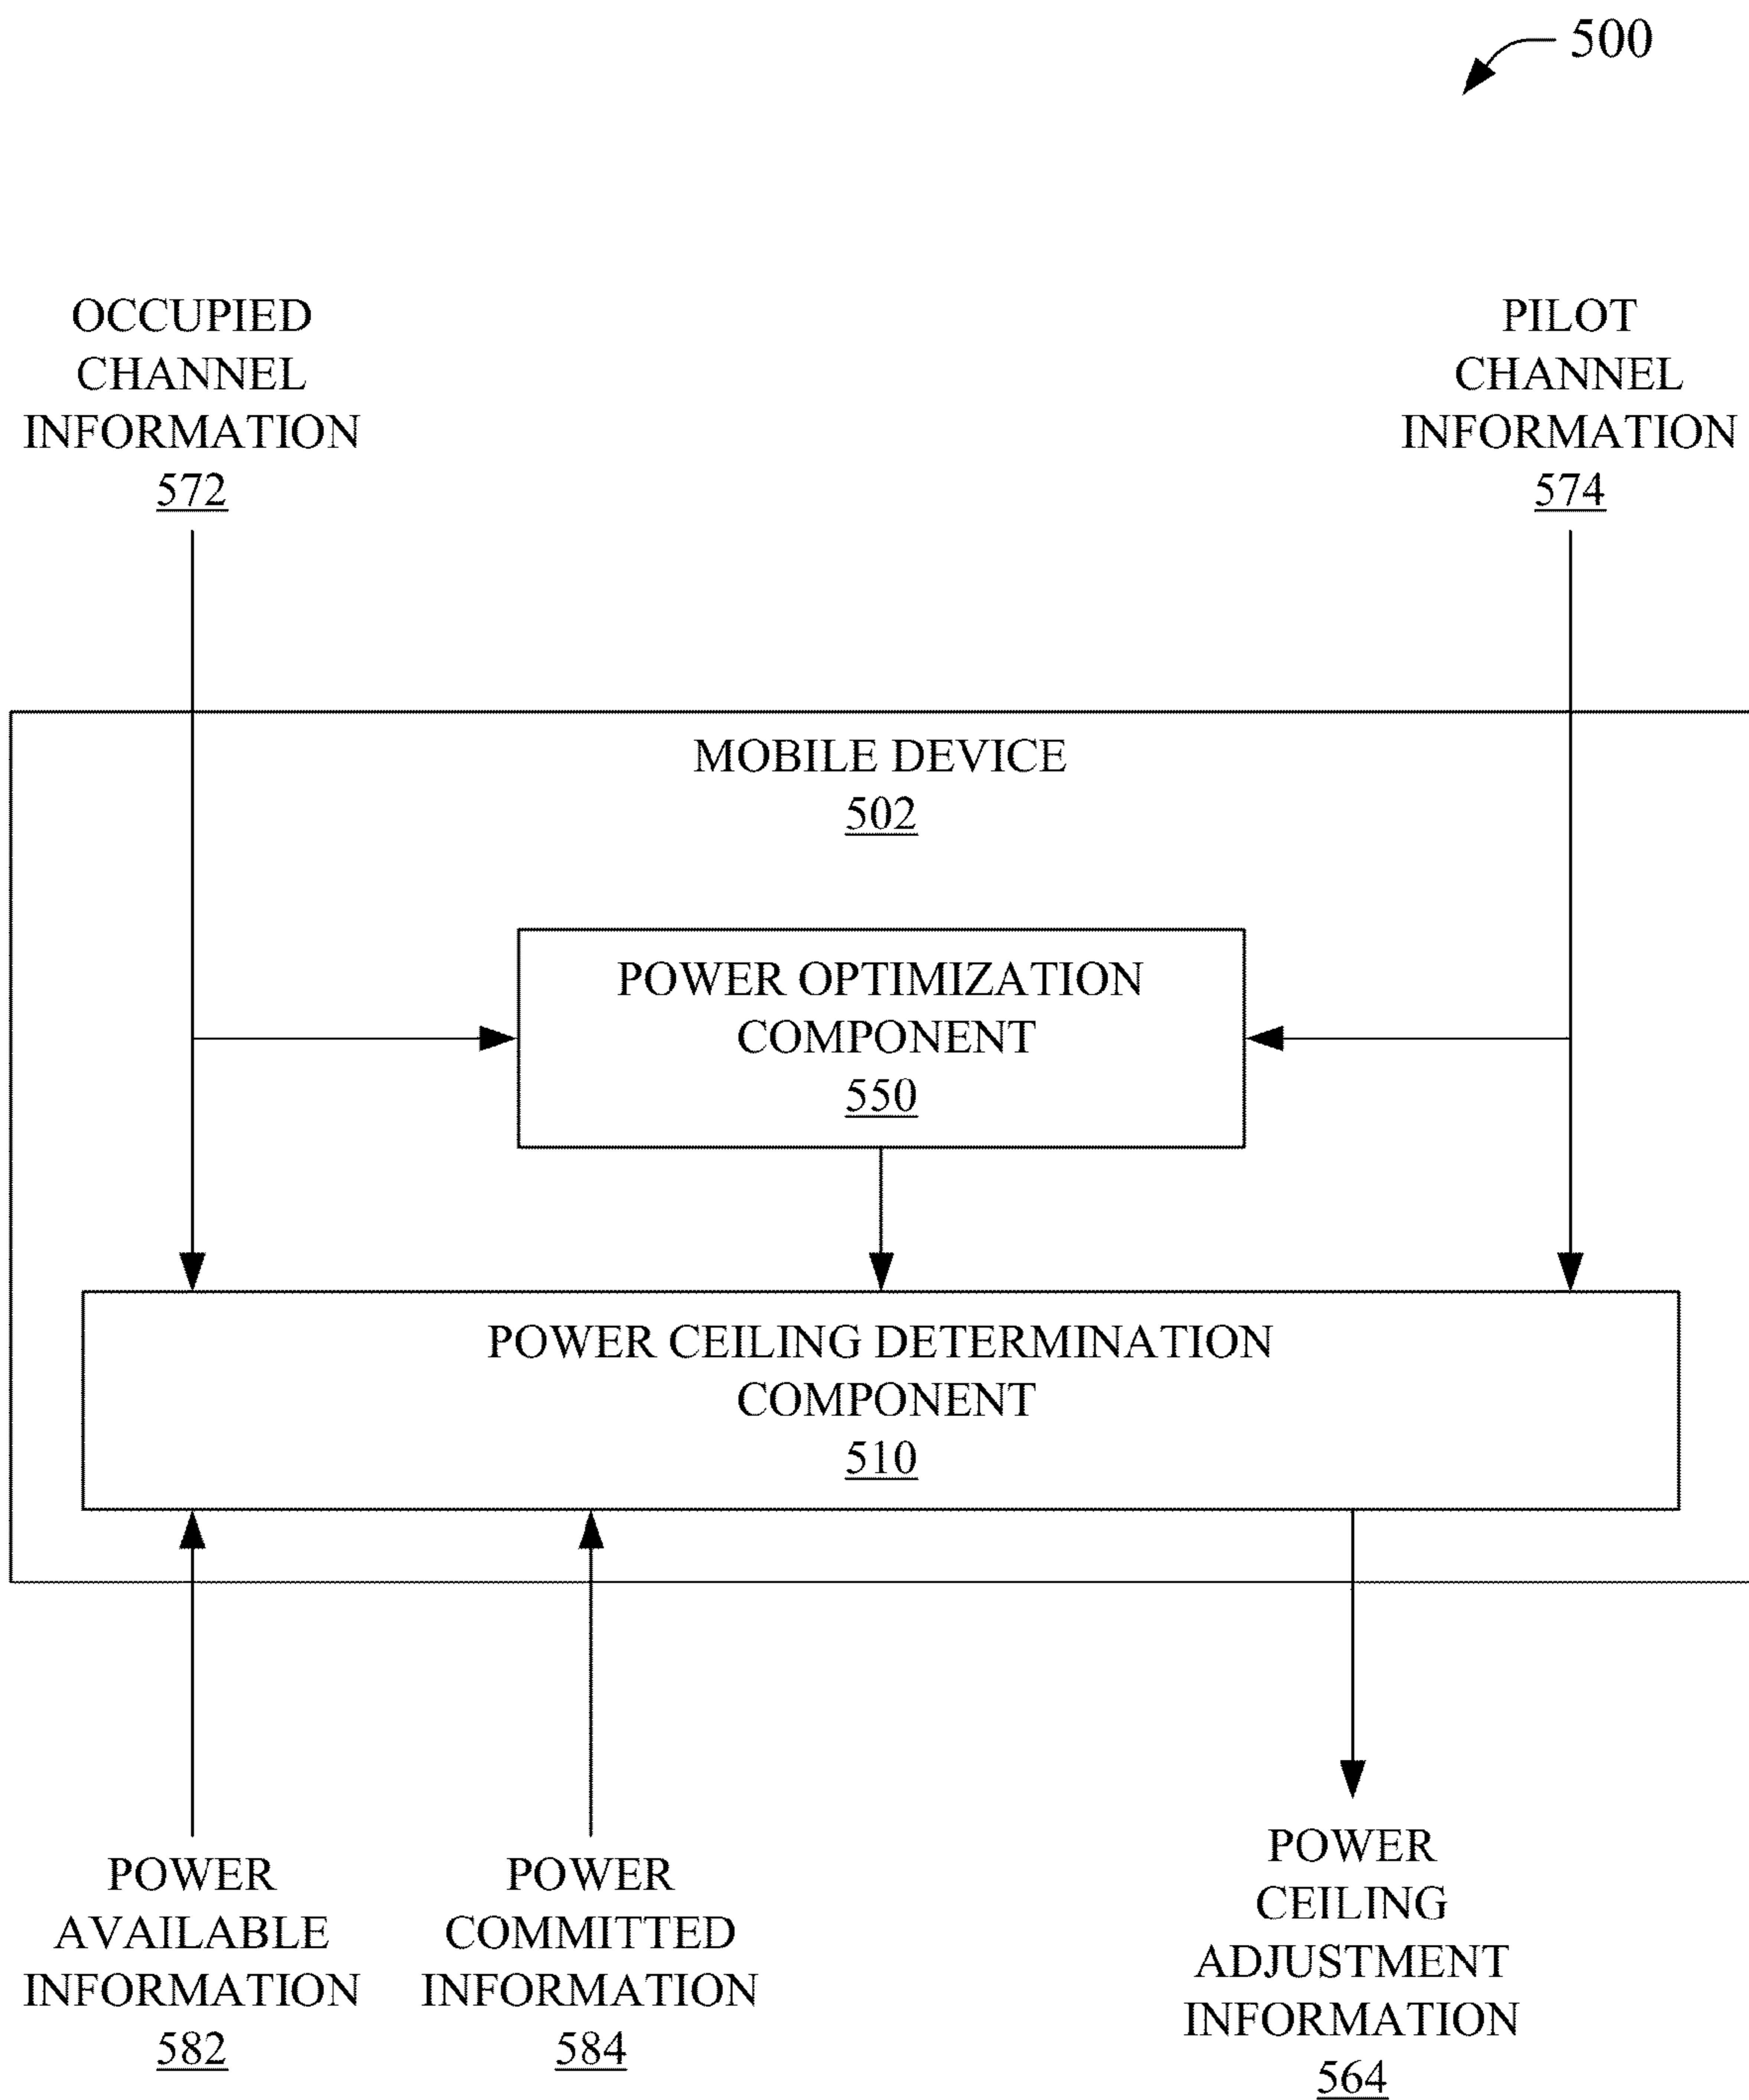 500
OCCUPIED
CHANNEL
INFORMATION
572
PILOT
CHANNEL
INFORMATION
574
MOBILE DEVICE
502
POWER OPTIMIZATION
COMPONENT
550
POWER CEILING DETERMINATION
COMPONENT
510
POWER
AVAILABLE
INFORMATION
582
POWER
COMMITTED
INFORMATION
584
POWER
CEILING
ADJUSTMENT
INFORMATION
564